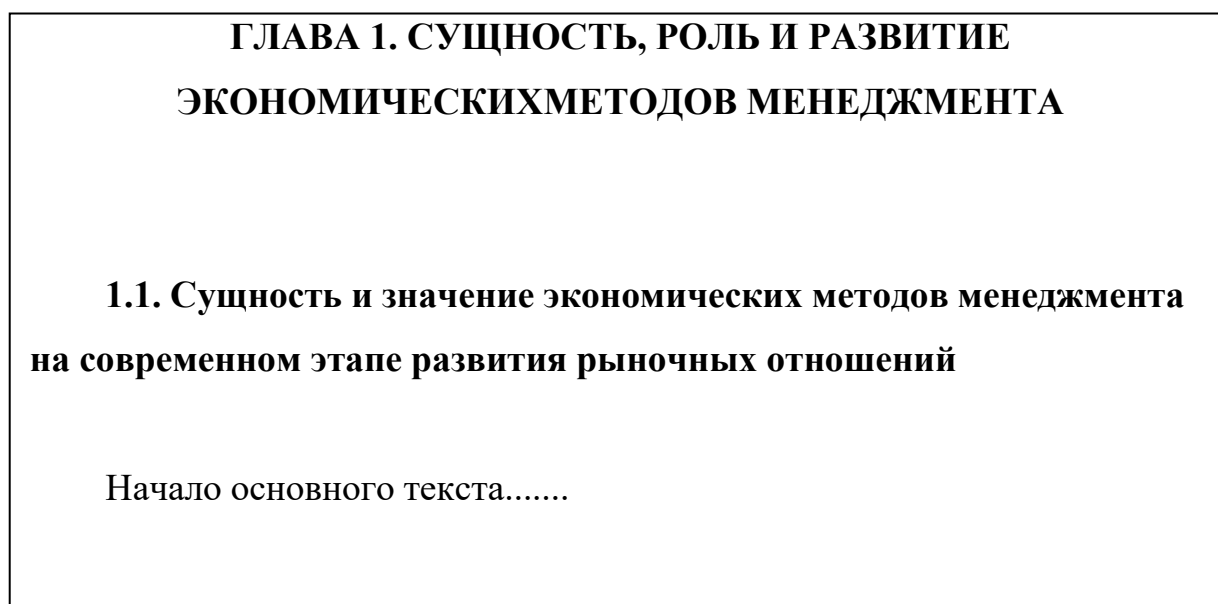 ГЛАВА 1. СУЩНОСТЬ, РОЛЬ И РАЗВИТИЕ
ЭКОНОМИЧЕСКИХМЕТОДОВ МЕНЕДЖМЕНТА
1.1. Сущность и значение экономических методов менеджмента
на современном этапе развития рыночных отношений
Начало основного текста.......